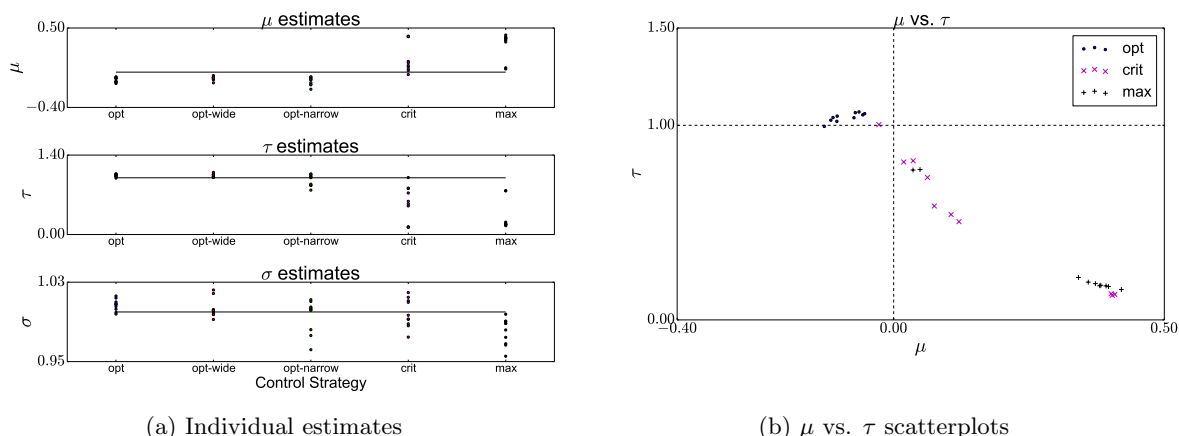 μ estimates
0.50
μ
−0.40
opt opt-wide opt-narrow crit max
τ estimates
1.40
τ
0.00
opt opt-wide opt-narrow crit max
σ estimates
1.03
σ
0.95
opt opt-wide opt-narrow crit max
Control Strategy
(a) Individual estimates
μ vs. τ
1.50
opt
crit
max
1.00
τ
0.00
−0.40 0.00 0.50
μ
(b) μ vs. τ scatterplots